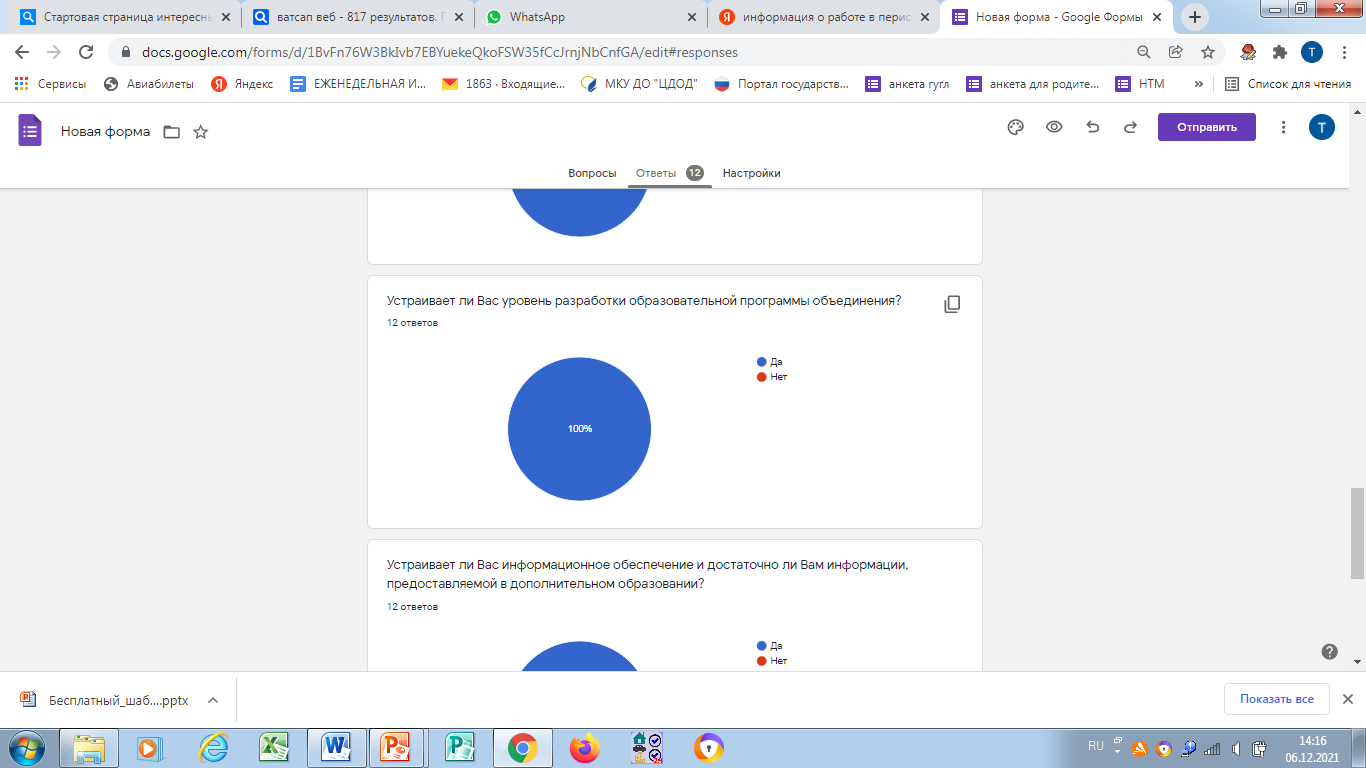 Стартовая страница интересны
ватсап веб - 817 результатов. П
WhatsApp
информация о работе в перио
Новая форма - Google Формы
docs.google.com/forms/d/1BvFn76W3BkIvb7EBYuekeQkoFSW35fCcJrnjNbCnfGA/edit#responses
T
Сервисы
Авиабилеты
Яндекс
ЕЖЕНЕДЕЛЬНАЯ И...
1863 · Входящие...
МКУ ДО "ЦДОД"
Портал государств...
анкета гугл
анкета для родите...
НТМ
»
Список для чтения
Новая форма
Отправить
T
Вопросы
Ответы 12
Настройки
Устраивает ли Вас уровень разработки образовательной программы объединения?
12 ответов
Да
Нет
100%
Устраивает ли Вас информационное обеспечение и достаточно ли Вам информации,
предоставляемой в дополнительном образовании?
12 ответов
Да
Нет
Бесплатный_шаб....pptx
Показать все
RU
14:16
06.12.2021